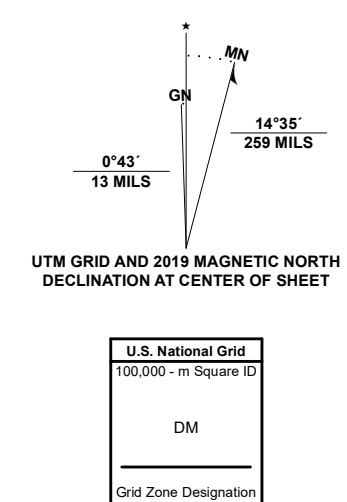 MN
GN
14°35´
259 MILS
0°43´
13 MILS
UTM GRID AND 2019 MAGNETIC NORTH
DECLINATION AT CENTER OF SHEET
U.S. National Grid
100,000 - m Square ID
DM
Grid Zone Designation